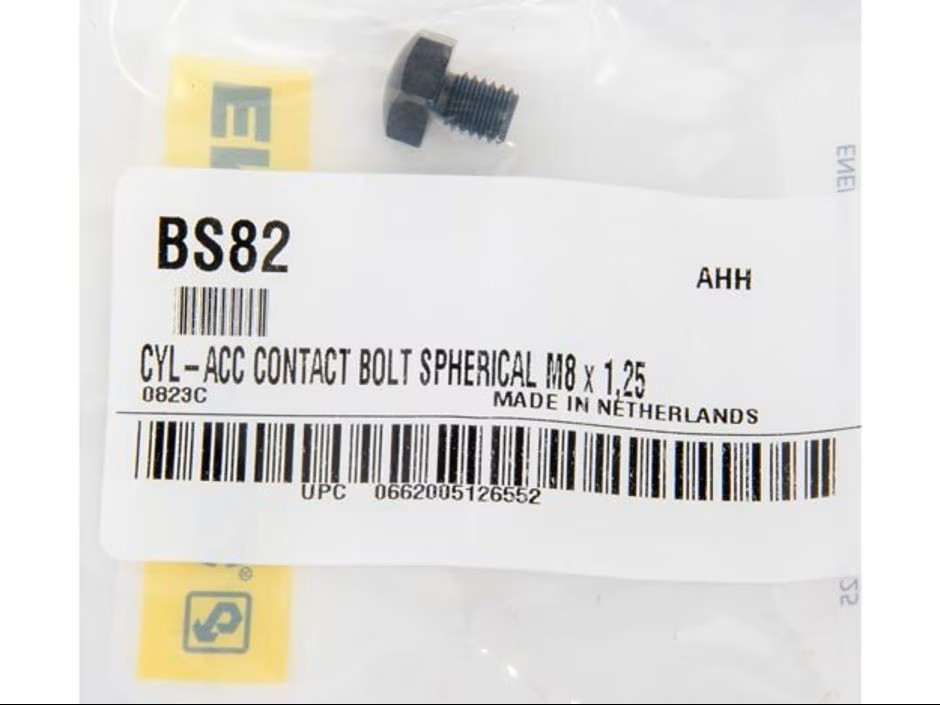 BS82
AHH
CYL-ACC CONTACT BOLT SPHERICAL M8 x 1,25
0823C
MADE IN NETHERLANDS
UPC 0662005126552